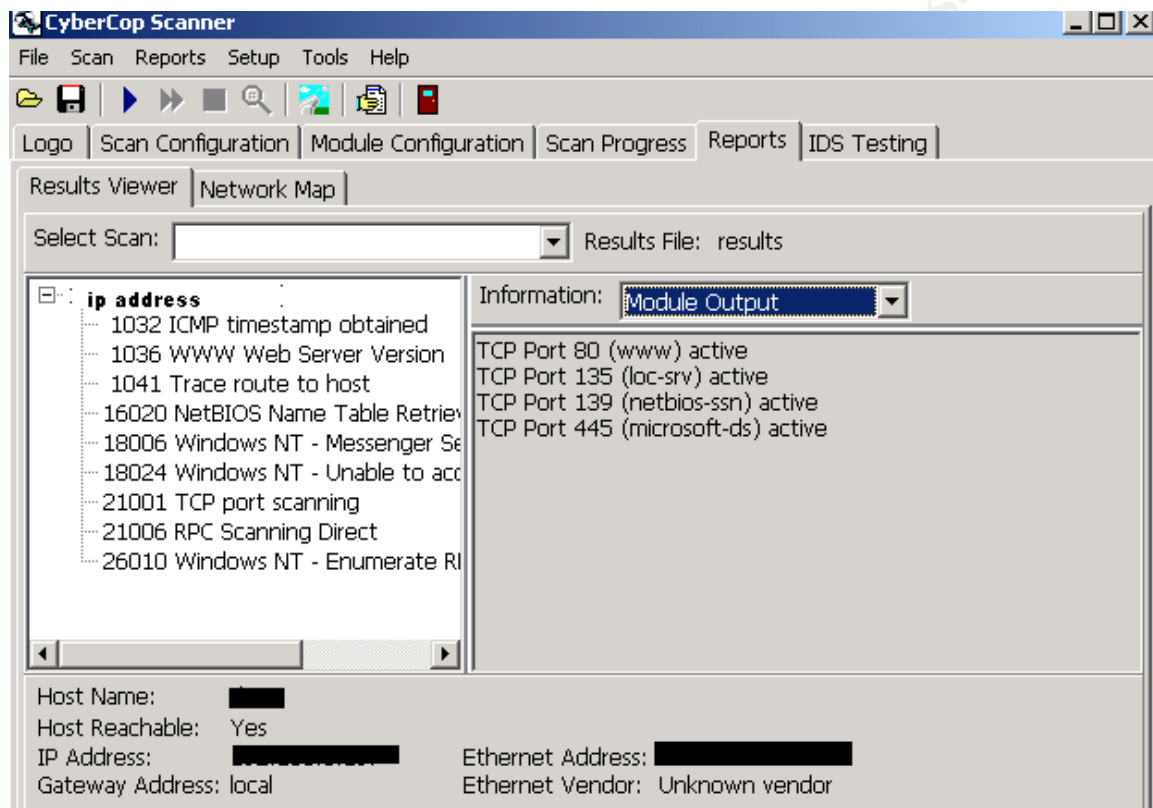 CyberCop Scanner
File Scan Reports Setup Tools Help
Logo Scan Configuration Module Configuration Scan Progress Reports IDS Testing
Results Viewer Network Map
Select Scan: Results File: results
ip address
1032 ICMP timestamp obtained
1036 WWW Web Server Version
1041 Trace route to host
16020 NetBIOS Name Table Retriev
18006 Windows NT - Messenger Se
18024 Windows NT - Unable to acc
21001 TCP port scanning
21006 RPC Scanning Direct
26010 Windows NT - Enumerate R
Information: Module Output
TCP Port 80 (www) active
TCP Port 135 (loc-srv) active
TCP Port 139 (netbios-ssn) active
TCP Port 445 (microsoft-ds) active
Host Name:
Host Reachable: Yes
IP Address: Ethernet Address:
Gateway Address: local Ethernet Vendor: Unknown vendor